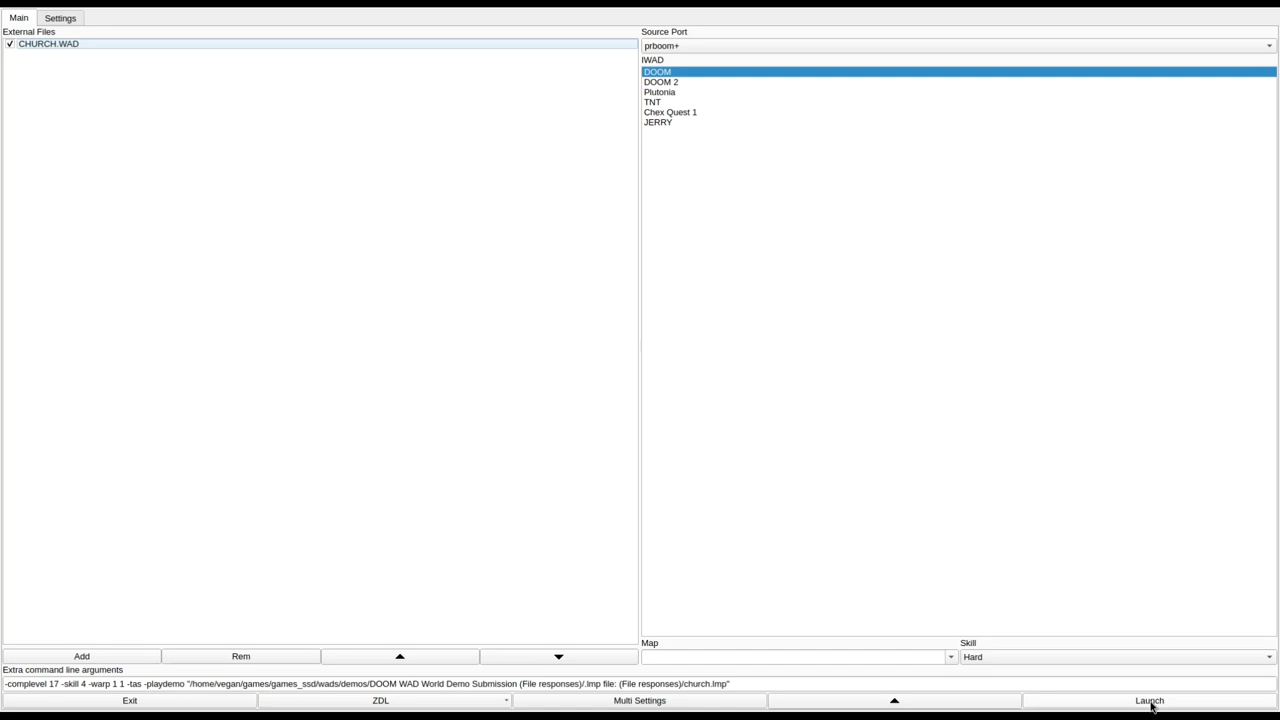 Main Settings
External Files
CHURCH.WAD
Source Port
prboom+
IWAD
DOOM
DOOM 2
Plutonia
TNT
Chex Quest 1
JERRY
Map Skill
Hard
Add Rem
Extra command line arguments
-complevel 17 -skill 4 -warp 1 1 -tas -playdemo "/home/vegan/games/games_ssd/wads/demos/DOOM WAD World Demo Submission (File responses)/.lmp file: (File responses)/church.lmp"
Exit ZDL Multi Settings Launch